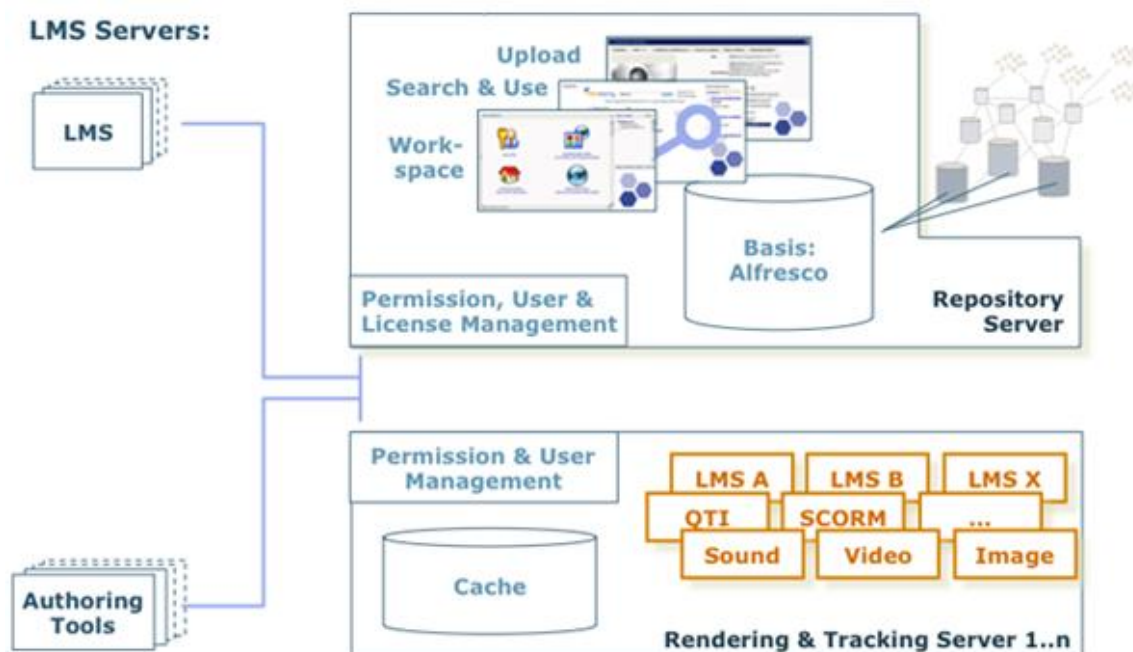 LMS Servers:
LMS
Upload
Search & Use
Work-
space
Basis:
Alfresco
Permission, User &
License Management
Repository
Server
Permission & User
Management
LMS A
LMS B
LMS X
QTI
SCORM
...
Sound
Video
Image
Cache
Authoring
Tools
Rendering & Tracking Server 1..n